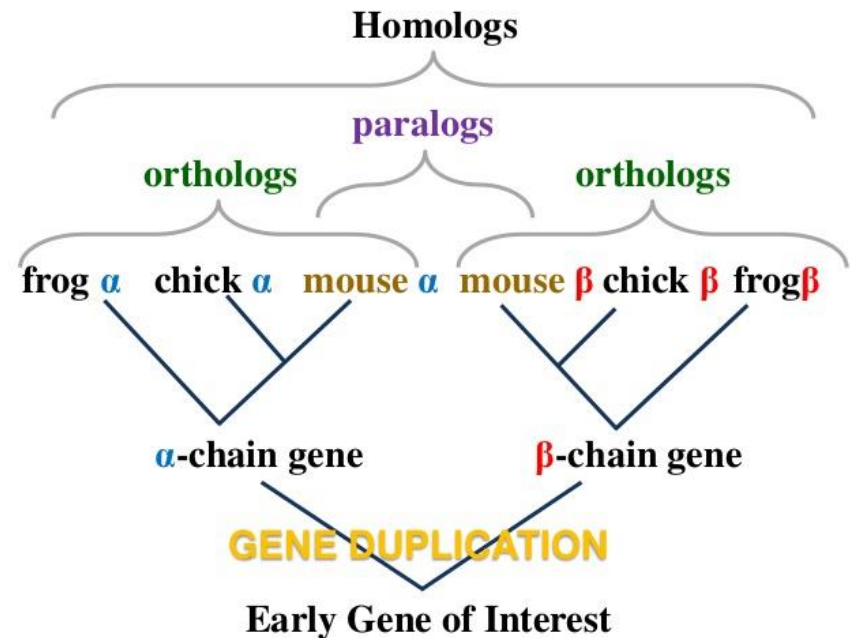 Homologs
paralogs
orthologs orthologs
frog α chick α mouse α mouse β chick β frogβ
α-chain gene β-chain gene
GENE DUPLICATION
Early Gene of Interest